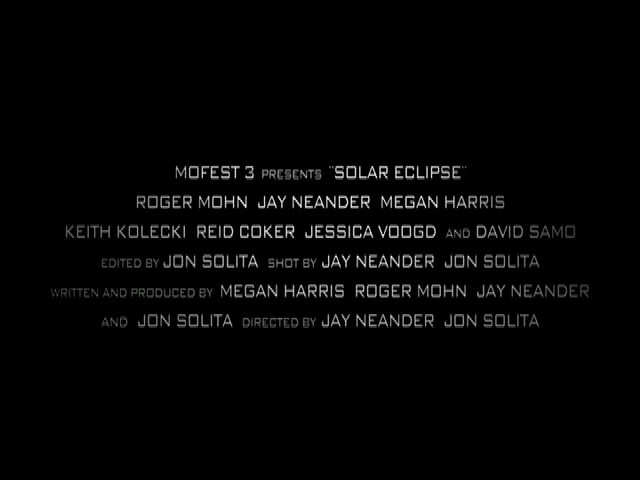 MOFEST 3 PRESENTS "SOLAR ECLIPSE"
ROGER MOHN JAY NEANDER MEGAN HARRIS
KEITH KOLECKI REID COKER JESSICA VOOGD AND DAVID SAMO
EDITED BY JON SOLITA SHOT BY JAY NEANDER JON SOLITA
WRITTEN AND PRODUCED BY MEGAN HARRIS ROGER MOHN JAY NEANDER
AND JON SOLITA DIRECTED BY JAY NEANDER JON SOLITA